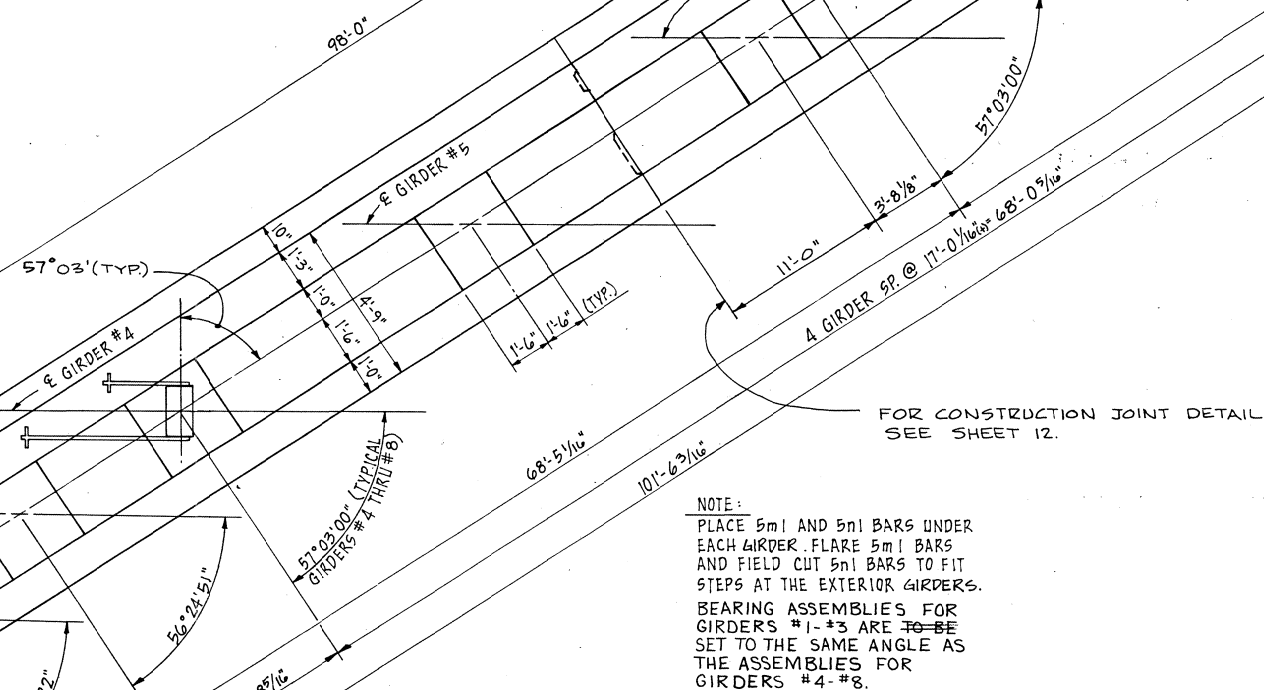 98'-0"
57°03'00"
℄ GIRDER #5
3'-8⅛"
10"
1'-3"
1'-0"
1'-6"
1'-0"
4'-9"
11'-0"
4 GIRDER SP. @ 17'-0 1/16"(+)= 68'-0 5/16"
57°03'(TYP.)
1'-6"
1'-6"
(TYP.)
℄ GIRDER #4
FOR CONSTRUCTION JOINT DETAIL
SEE SHEET 12.
68'-5 1/16"
101'-6 3/16"
57°03'00" (TYPICAL
GIRDERS #4 THRU #8)
56°24'51"
NOTE:
PLACE 5m1 AND 5n1 BARS UNDER
EACH GIRDER. FLARE 5m1 BARS
AND FIELD CUT 5n1 BARS TO FIT
STEPS AT THE EXTERIOR GIRDERS.
BEARING ASSEMBLIES FOR
GIRDERS #1-#3 ARE TO BE
SET TO THE SAME ANGLE AS
THE ASSEMBLIES FOR
GIRDERS #4-#8.